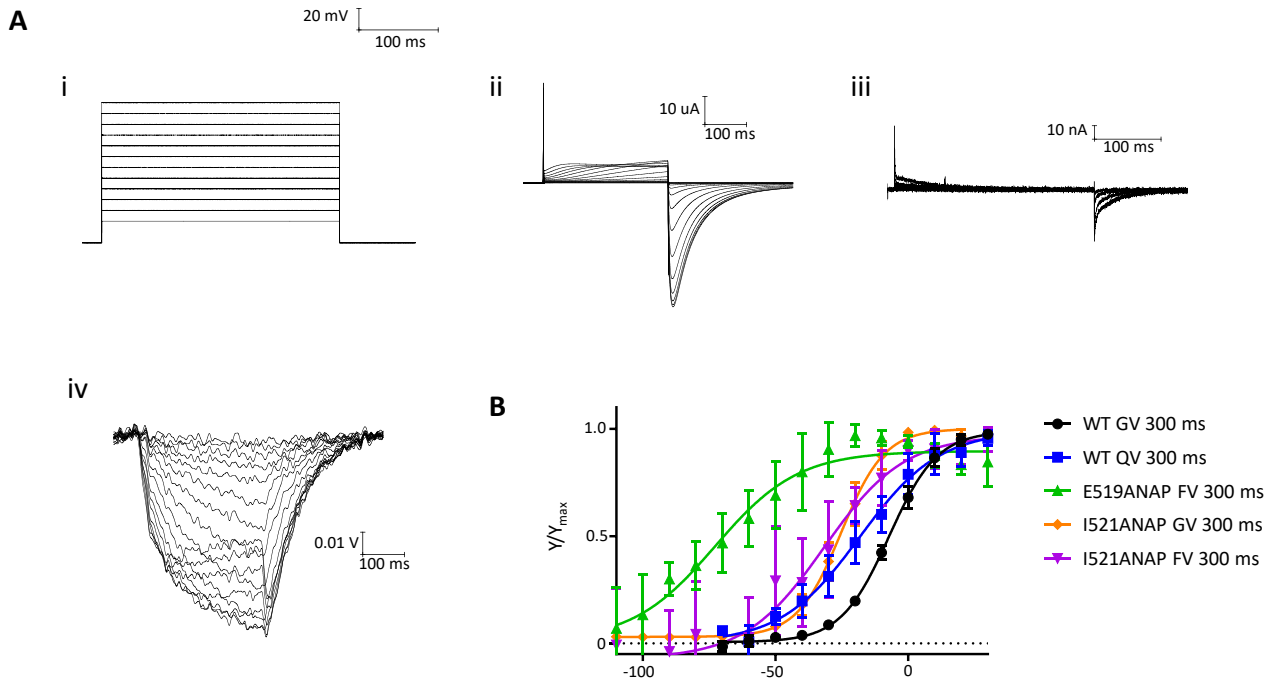 A
20 mV
100 ms
i
ii
10 uA
100 ms
iii
10 nA
100 ms
iv
0.01 V
100 ms
B
Y/Ymax
1.0
0.5
0
-100
-50
0
WT GV 300 ms
WT QV 300 ms
E519ANAP FV 300 ms
I521ANAP GV 300 ms
I521ANAP FV 300 ms